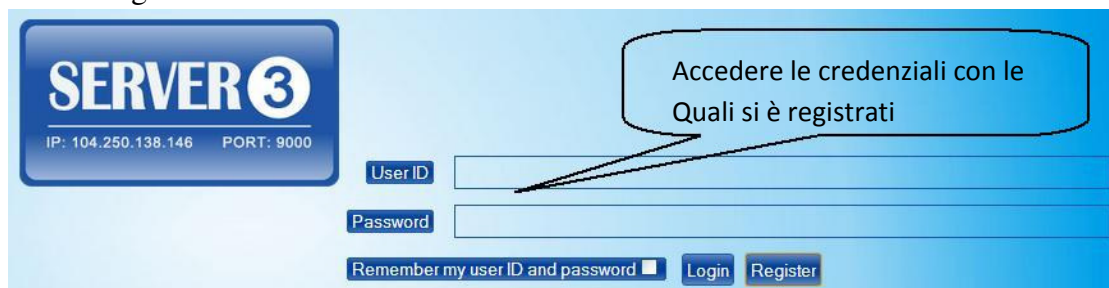 SERVER 3
IP: 104.250.138.146 PORT: 9000
Accedere le credenziali con le
Quali si è registrati
User ID
Password
Remember my user ID and password Login Register